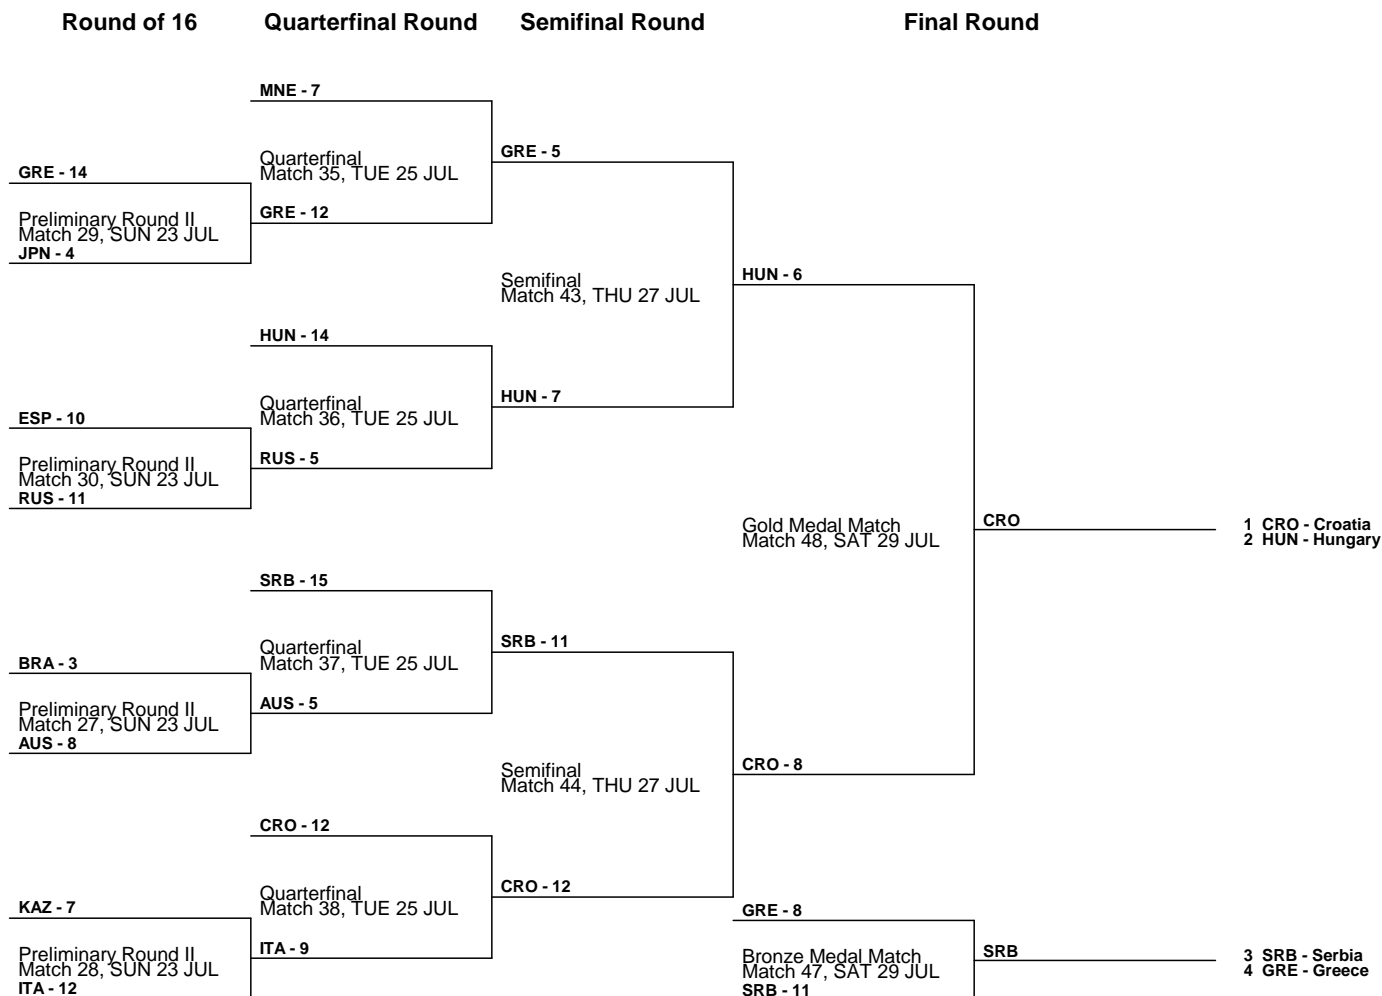 Round of 16 Quarterfinal Round Semifinal Round Final Round
MNE - 7
Quarterfinal
Match 35, TUE 25 JUL
GRE - 5
GRE - 14
Preliminary Round II
Match 29, SUN 23 JUL
JPN - 4
GRE - 12
Semifinal
Match 43, THU 27 JUL
HUN - 6
HUN - 14
Quarterfinal
Match 36, TUE 25 JUL
HUN - 7
ESP - 10
Preliminary Round II
Match 30, SUN 23 JUL
RUS - 11
RUS - 5
Gold Medal Match
Match 48, SAT 29 JUL
CRO
1 CRO - Croatia
2 HUN - Hungary
SRB - 15
Quarterfinal
Match 37, TUE 25 JUL
SRB - 11
BRA - 3
Preliminary Round II
Match 27, SUN 23 JUL
AUS - 8
AUS - 5
Semifinal
Match 44, THU 27 JUL
CRO - 8
CRO - 12
Quarterfinal
Match 38, TUE 25 JUL
CRO - 12
KAZ - 7
Preliminary Round II
Match 28, SUN 23 JUL
ITA - 12
ITA - 9
GRE - 8
Bronze Medal Match
Match 47, SAT 29 JUL
SRB - 11
SRB
3 SRB - Serbia
4 GRE - Greece